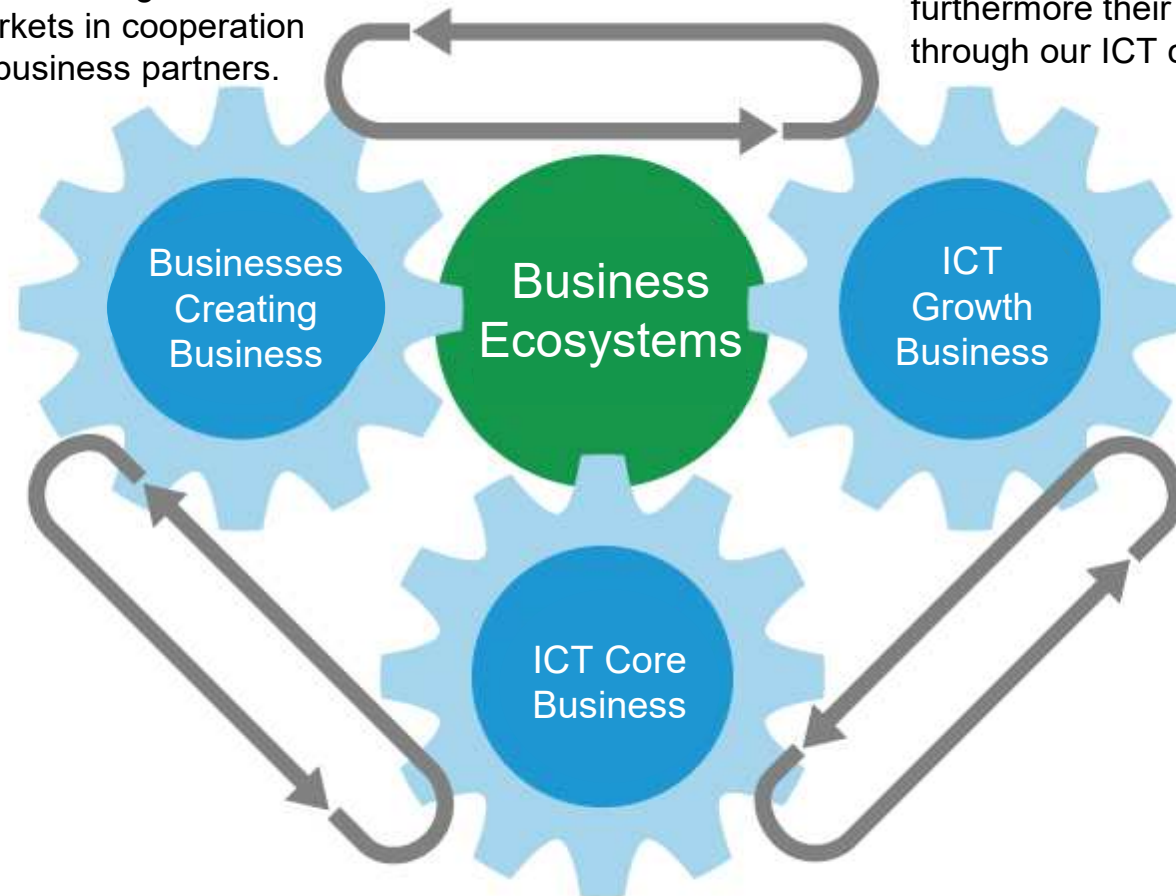 in cooperation
business partners.
furthermore their
through our ICT
Businesses
Creating
Business
Business
Ecosystems
ICT
Growth
Business
ICT Core
Business